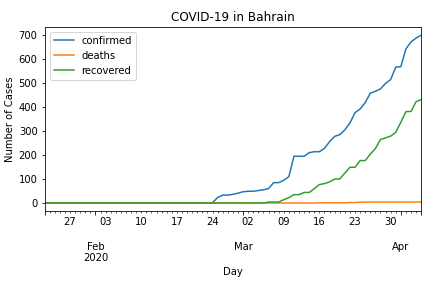 COVID-19 in Bahrain
confirmed
deaths
recovered
Number of Cases
700
600
500
400
300
200
100
0
27 03 10 17 24 02 09 16 23 30
Feb Mar Apr
2020
Day